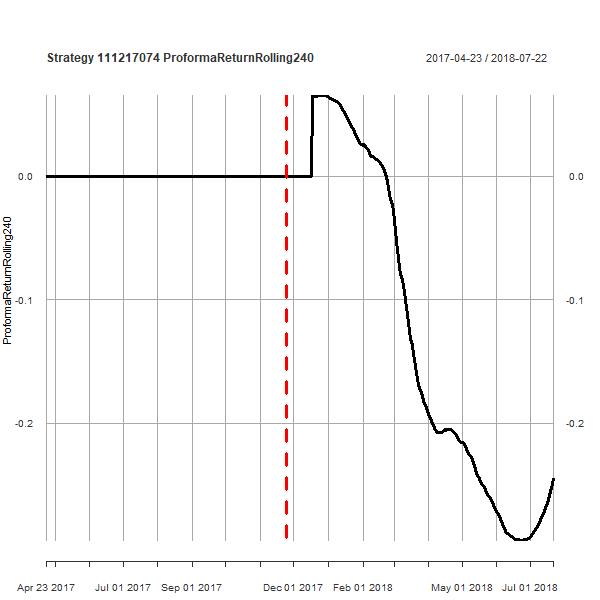 Strategy 111217074 ProformaReturnRolling240
2017-04-23 / 2018-07-22
ProformaReturnRolling240
0.0
-0.1
-0.2
0.0
-0.1
-0.2
Apr 23 2017 Jul 01 2017 Sep 01 2017 Dec 01 2017 Feb 01 2018 May 01 2018 Jul 01 2018